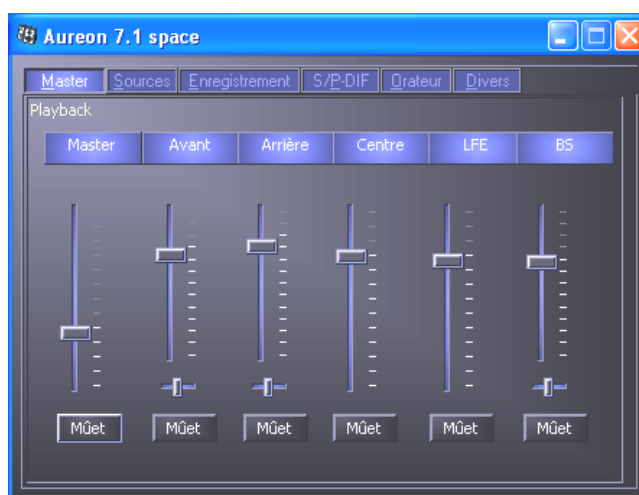 Aureon 7.1 space
Master Sources Enregistrement S/P-DIF Orateur Divers
Playback
Master Avant Arrière Centre LFE BS
Mûet Mûet Mûet Mûet Mûet Mûet